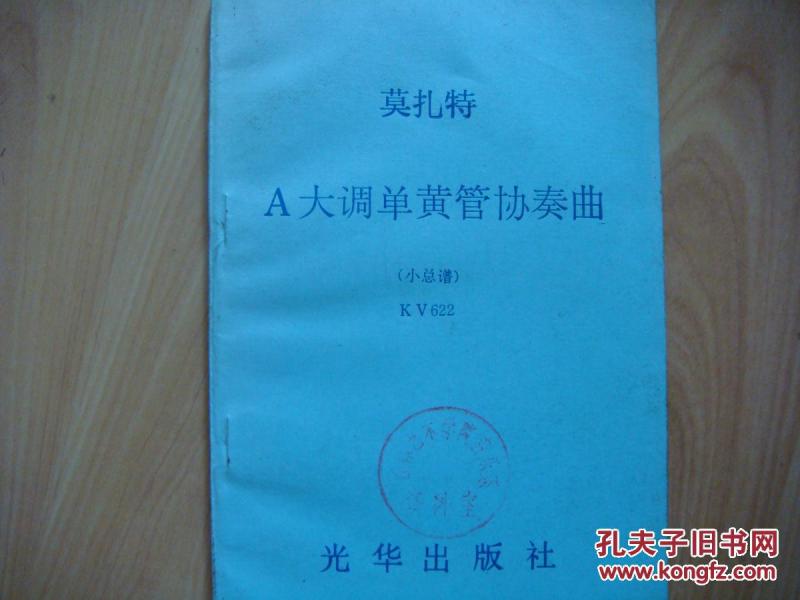 莫扎特
A大调单黄管协奏曲
(小总谱)
KV622
光华出版社
孔夫子旧书网
www.kongfz.com